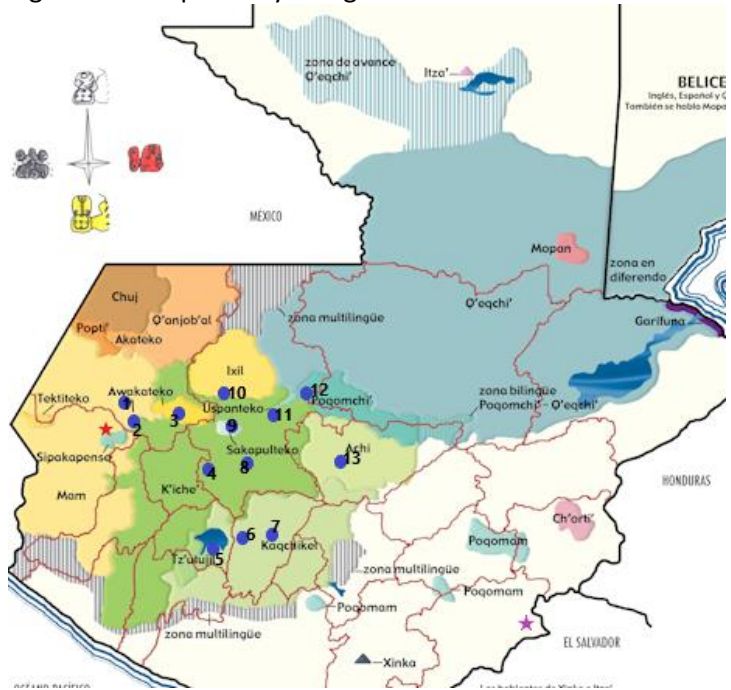 zona de avance
Q'eqchi'
Itza'
BELICE
Inglés, Español y Q
También se habla Mopa
MÉXICO
Mopan
zona en
diferendo
Chuj
Q'eqchi'
Garífuna
Popti'
Q'anjob'al
zona multilingüe
Akateko
Ixil
Tektiteko
Awakateko
1
10
12
Poqomchi'
zona bilingüe
Poqomchi' - Q'eqchi'
Uspanteko
2
3
9
11
Sipakapense
Sakapulteko
Achi
13
HONDURAS
Mam
K'iche'
4
8
Ch'orti'
6
7
Kaqchikel
Poqomam
Tz'utujil
5
zona multilingüe
Poqomam
Poqomam
zona multilingüe
EL SALVADOR
Xinka
OCÉANO PACÍFICO